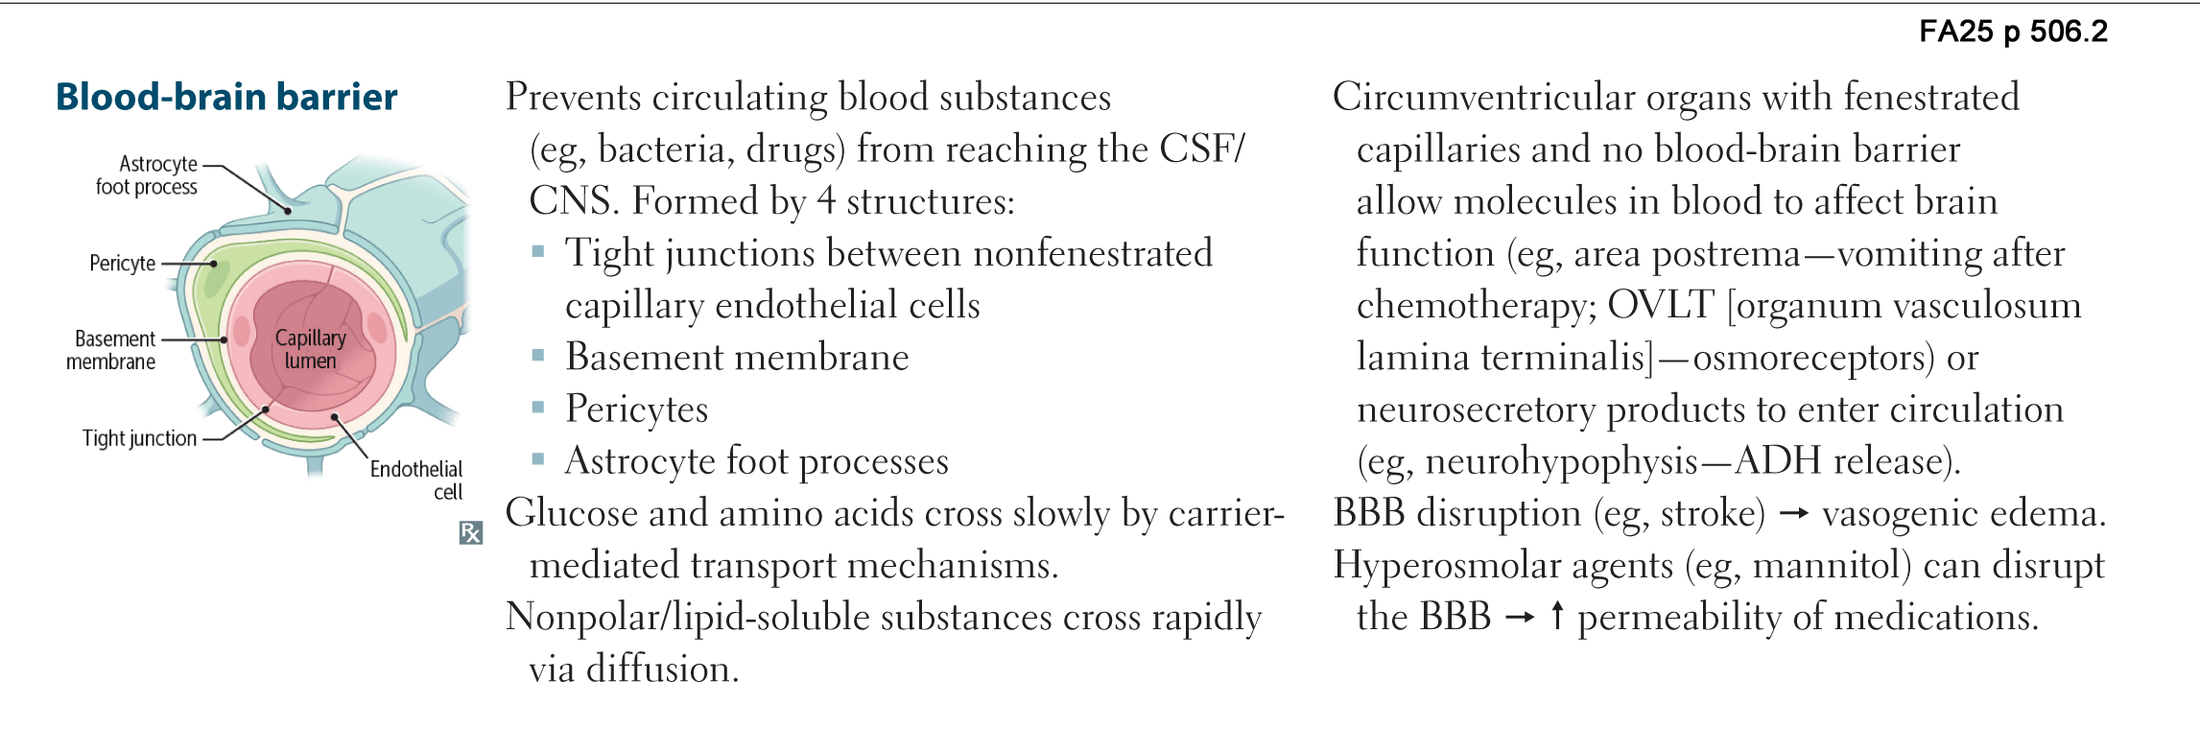 FA25 p 506.2
Blood-brain barrier
Astrocyte
foot process
Pericyte
Basement
membrane
Capillary
lumen
Tight junction
Endothelial
cell
Rx
Prevents circulating blood substances
(eg, bacteria, drugs) from reaching the CSF/
CNS. Formed by 4 structures:
▪ Tight junctions between nonfenestrated
capillary endothelial cells
▪ Basement membrane
▪ Pericytes
▪ Astrocyte foot processes
Glucose and amino acids cross slowly by carrier-
mediated transport mechanisms.
Nonpolar/lipid-soluble substances cross rapidly
via diffusion.
Circumventricular organs with fenestrated
capillaries and no blood-brain barrier
allow molecules in blood to affect brain
function (eg, area postrema—vomiting after
chemotherapy; OVLT [organum vasculosum
lamina terminalis]—osmoreceptors) or
neurosecretory products to enter circulation
(eg, neurohypophysis—ADH release).
BBB disruption (eg, stroke) → vasogenic edema.
Hyperosmolar agents (eg, mannitol) can disrupt
the BBB → ↑ permeability of medications.